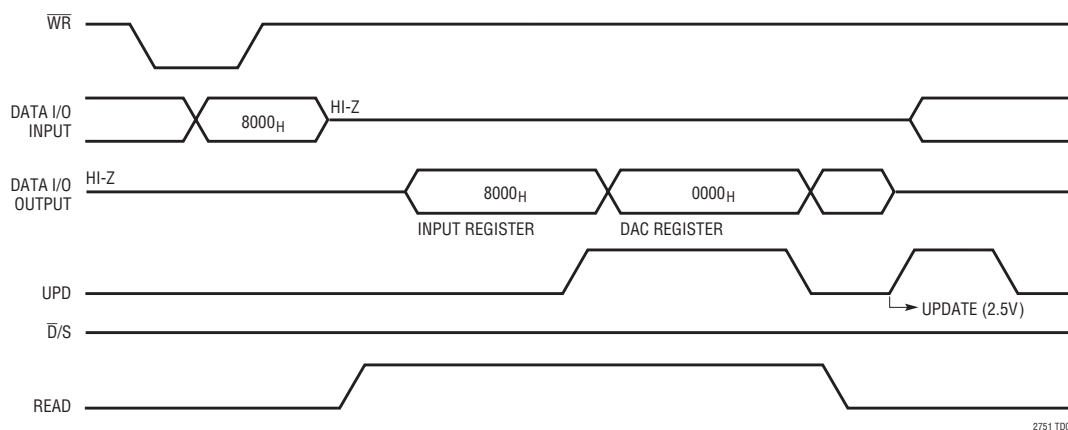 WR
DATA I/O
INPUT
8000H
HI-Z
DATA I/O
OUTPUT
HI-Z
8000H
0000H
INPUT REGISTER
DAC REGISTER
UPD
UPDATE (2.5V)
D/S
READ